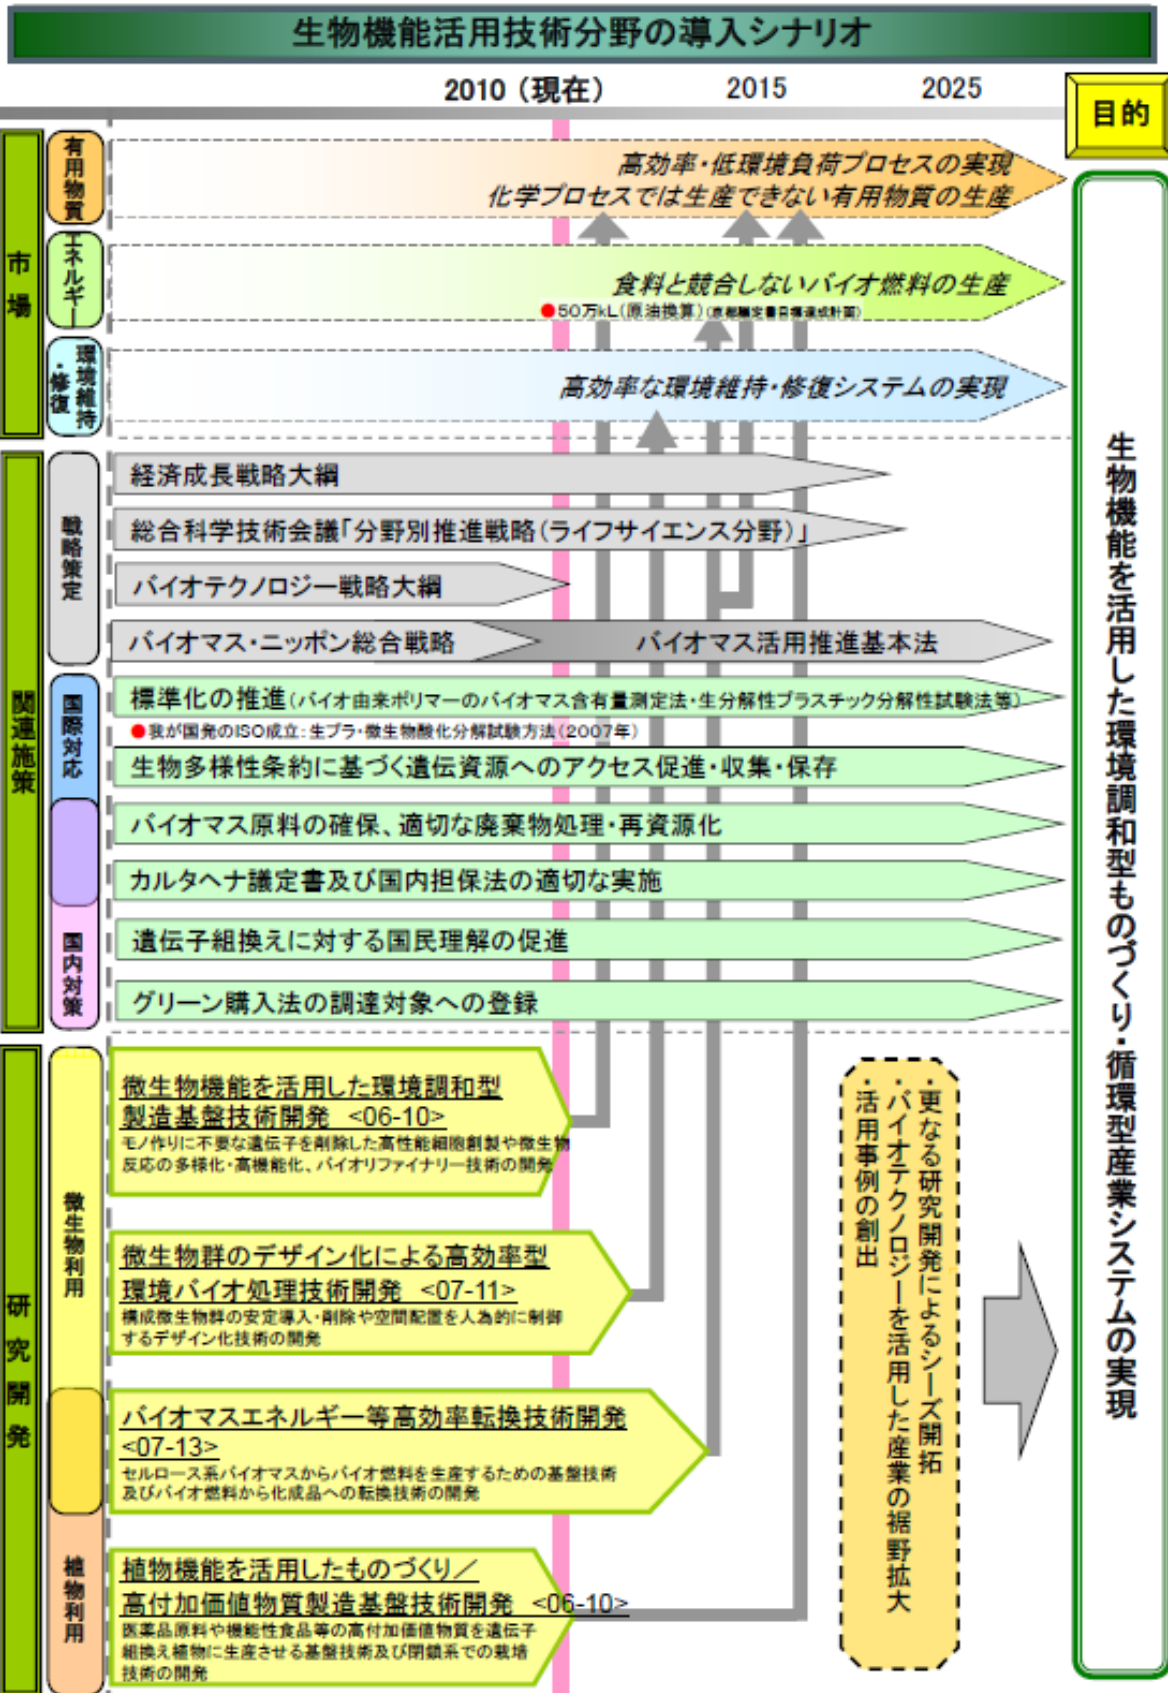 生物機能活用技術分野の導入シナリオ
2010（現在）
2015
2025
目的
市場
有用物質
高効率・低環境負荷プロセスの実現
化学プロセスでは生産できない有用物質の生産
エネルギー
食料と競合しないバイオ燃料の生産
●50万kL(原油換算)(京都議定書目標達成計画)
環境維持
・修復
高効率な環境維持・修復システムの実現
関連施策
戦略策定
経済成長戦略大綱
総合科学技術会議「分野別推進戦略(ライフサイエンス分野)」
バイオテクノロジー戦略大綱
バイオマス・ニッポン総合戦略
バイオマス活用推進基本法
国際対応
標準化の推進(バイオ由来ポリマーのバイオマス含有量測定法・生分解性プラスチック分解性試験法等)
●我が国発のISO成立:生プラ・微生物酸化分解試験方法(2007年)
生物多様性条約に基づく遺伝資源へのアクセス促進・収集・保存
バイオマス原料の確保、適切な廃棄物処理・再資源化
カルタヘナ議定書及び国内担保法の適切な実施
国内対策
遺伝子組換えに対する国民理解の促進
グリーン購入法の調達対象への登録
研究開発
微生物利用
微生物機能を活用した環境調和型
製造基盤技術開発 <06-10>
モノ作りに不要な遺伝子を削除した高性能細胞創製や微生物
反応の多様化・高機能化、バイオリファイナリー技術の開発
微生物群のデザイン化による高効率型
環境バイオ処理技術開発 <07-11>
構成微生物群の安定導入・削除や空間配置を人為的に制御
するデザイン化技術の開発
バイオマスエネルギー等高効率転換技術開発
<07-13>
セルロース系バイオマスからバイオ燃料を生産するための基盤技術
及びバイオ燃料から化成品への転換技術の開発
植物利用
植物機能を活用したものづくり／
高付加価値物質製造基盤技術開発 <06-10>
医薬品原料や機能性食品等の高付加価値物質を遺伝子
組換え植物に生産させる基盤技術及び閉鎖系での栽培
技術の開発
・更なる研究開発によるシーズ開拓
・バイオテクノロジーを活用した産業の裾野拡大
・活用事例の創出
生物機能を活用した環境調和型ものづくり・循環型産業システムの実現